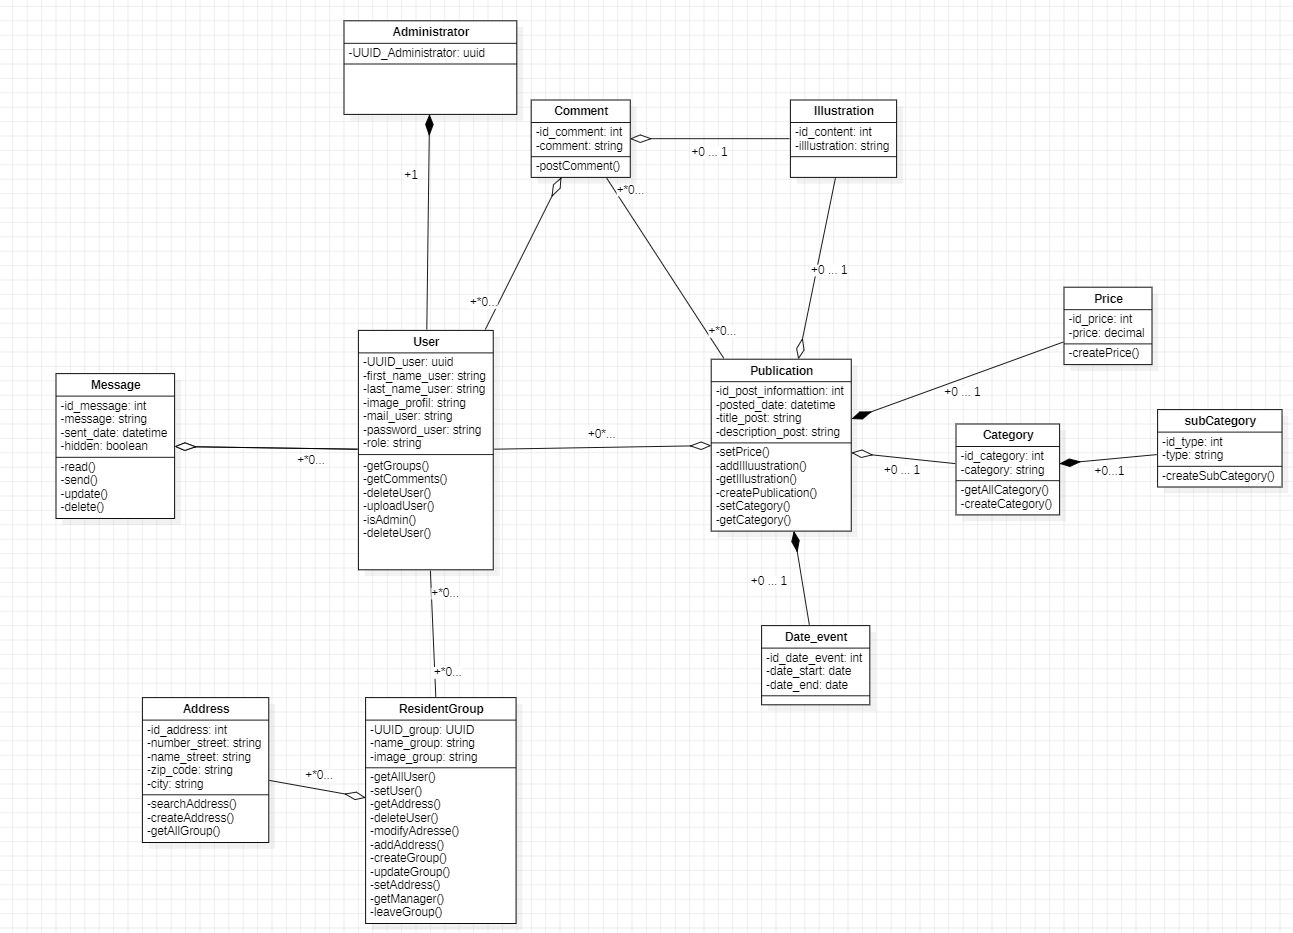 Administrator
-UUID_Administrator: uuid
+1
Comment
-id_comment: int
-comment: string
-postComment()
+0 ... 1
Illustration
-id_content: int
-illlustration: string
+*0...
+*0...
+*0...
+0 ... 1
Price
-id_price: int
-price: decimal
-createPrice()
+0 ... 1
User
-UUID_user: uuid
-first_name_user: string
-last_name_user: string
-image_profil: string
-mail_user: string
-password_user: string
-role: string
-getGroups()
-getComments()
-deleteUser()
-uploadUser()
-isAdmin()
-deleteUser()
Message
-id_message: int
-message: string
-sent_date: datetime
-hidden: boolean
-read()
-send()
-update()
-delete()
+*0...
+0*...
Publication
-id_post_informattion: int
-posted_date: datetime
-title_post: string
-description_post: string
-setPrice()
-addIlluustration()
-getIllustration()
-createPublication()
-setCategory()
-getCategory()
+0 ... 1
Category
-id_category: int
-category: string
-getAllCategory()
-createCategory()
+0...1
subCategory
-id_type: int
-type: string
-createSubCategory()
+0 ... 1
Date_event
-id_date_event: int
-date_start: date
-date_end: date
+*0...
+*0...
Address
-id_address: int
-number_street: string
-name_street: string
-zip_code: string
-city: string
-searchAddress()
-createAddress()
-getAllGroup()
+*0...
ResidentGroup
-UUID_group: UUID
-name_group: string
-image_group: string
-getAllUser()
-setUser()
-getAddress()
-deleteUser()
-modifyAdresse()
-addAddress()
-createGroup()
-updateGroup()
-setAddress()
-getManager()
-leaveGroup()